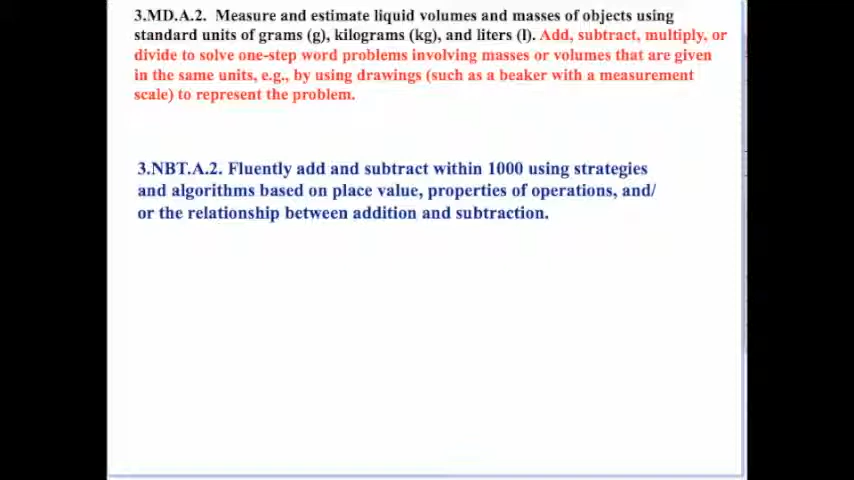 3.MD.A.2. Measure and estimate liquid volumes and masses of objects using
standard units of grams (g), kilograms (kg), and liters (l). Add, subtract, multiply, or
divide to solve one-step word problems involving masses or volumes that are given
in the same units, e.g., by using drawings (such as a beaker with a measurement
scale) to represent the problem.
3.NBT.A.2. Fluently add and subtract within 1000 using strategies
and algorithms based on place value, properties of operations, and/
or the relationship between addition and subtraction.